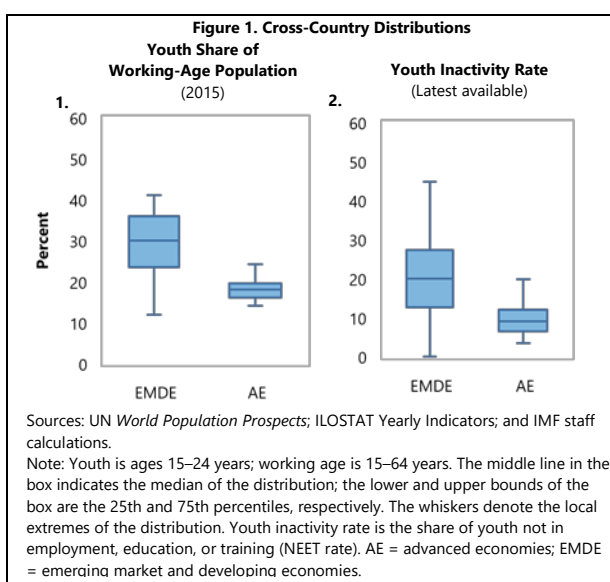 Figure 1. Cross-Country Distributions
Youth Share of
Working-Age Population
(2015)
1.
60
50
40
30
20
10
0
Percent
EMDE
AE
Youth Inactivity Rate
(Latest available)
2.
60
50
40
30
20
10
0
EMDE
AE
Sources: UN World Population Prospects; ILOSTAT Yearly Indicators; and IMF staff
calculations.
Note: Youth is ages 15–24 years; working age is 15–64 years. The middle line in the
box indicates the median of the distribution; the lower and upper bounds of the
box are the 25th and 75th percentiles, respectively. The whiskers denote the local
extremes of the distribution. Youth inactivity rate is the share of youth not in
employment, education, or training (NEET rate). AE = advanced economies; EMDE
= emerging market and developing economies.